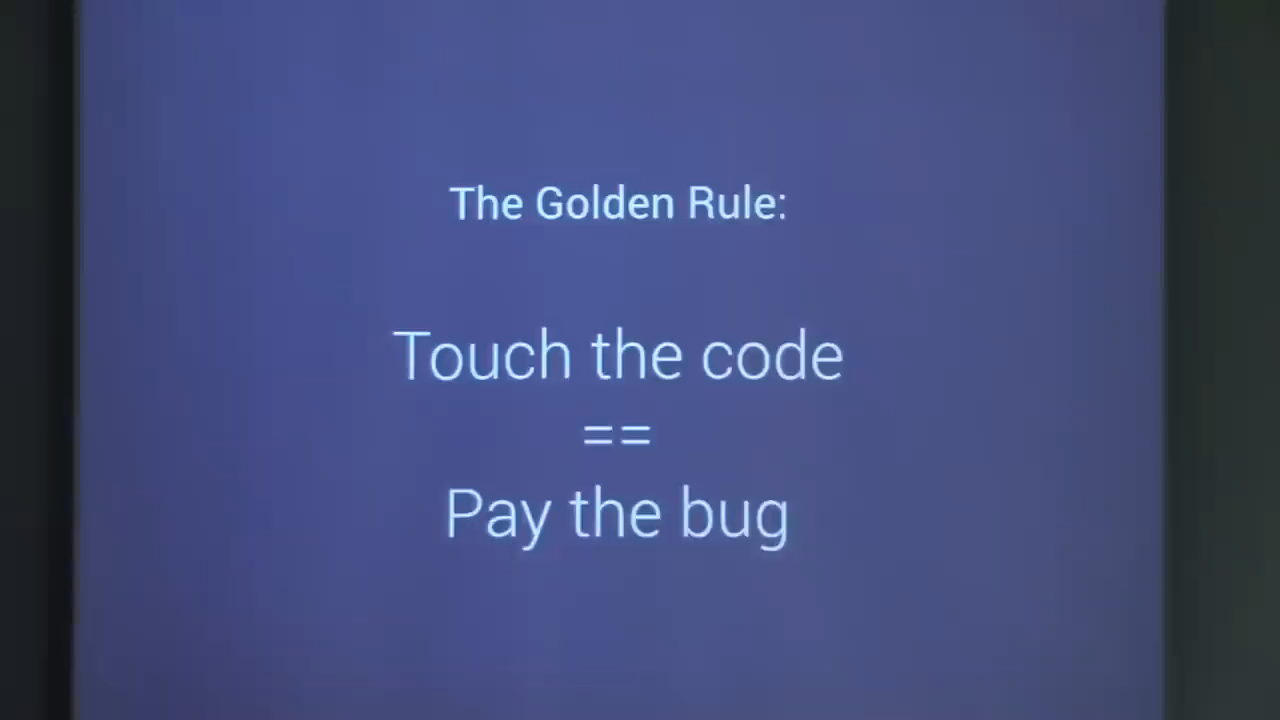 The Golden Rule:
Touch the code
==
Pay the bug